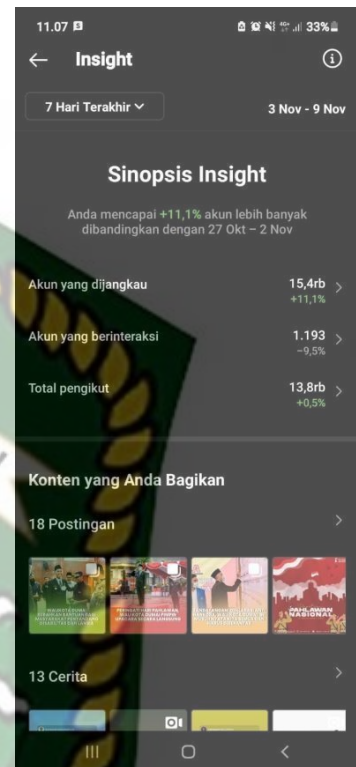 11.07
33%
Insight
7 Hari Terakhir
3 Nov - 9 Nov
Sinopsis Insight
Anda mencapai +11,1% akun lebih banyak
dibandingkan dengan 27 Okt – 2 Nov
Akun yang dijangkau
15,4rb
+11,1%
Akun yang berinteraksi
1.193
−9,5%
Total pengikut
13,8rb
+0,5%
Konten yang Anda Bagikan
18 Postingan
PAHLAWAN
NASIONAL
13 Cerita